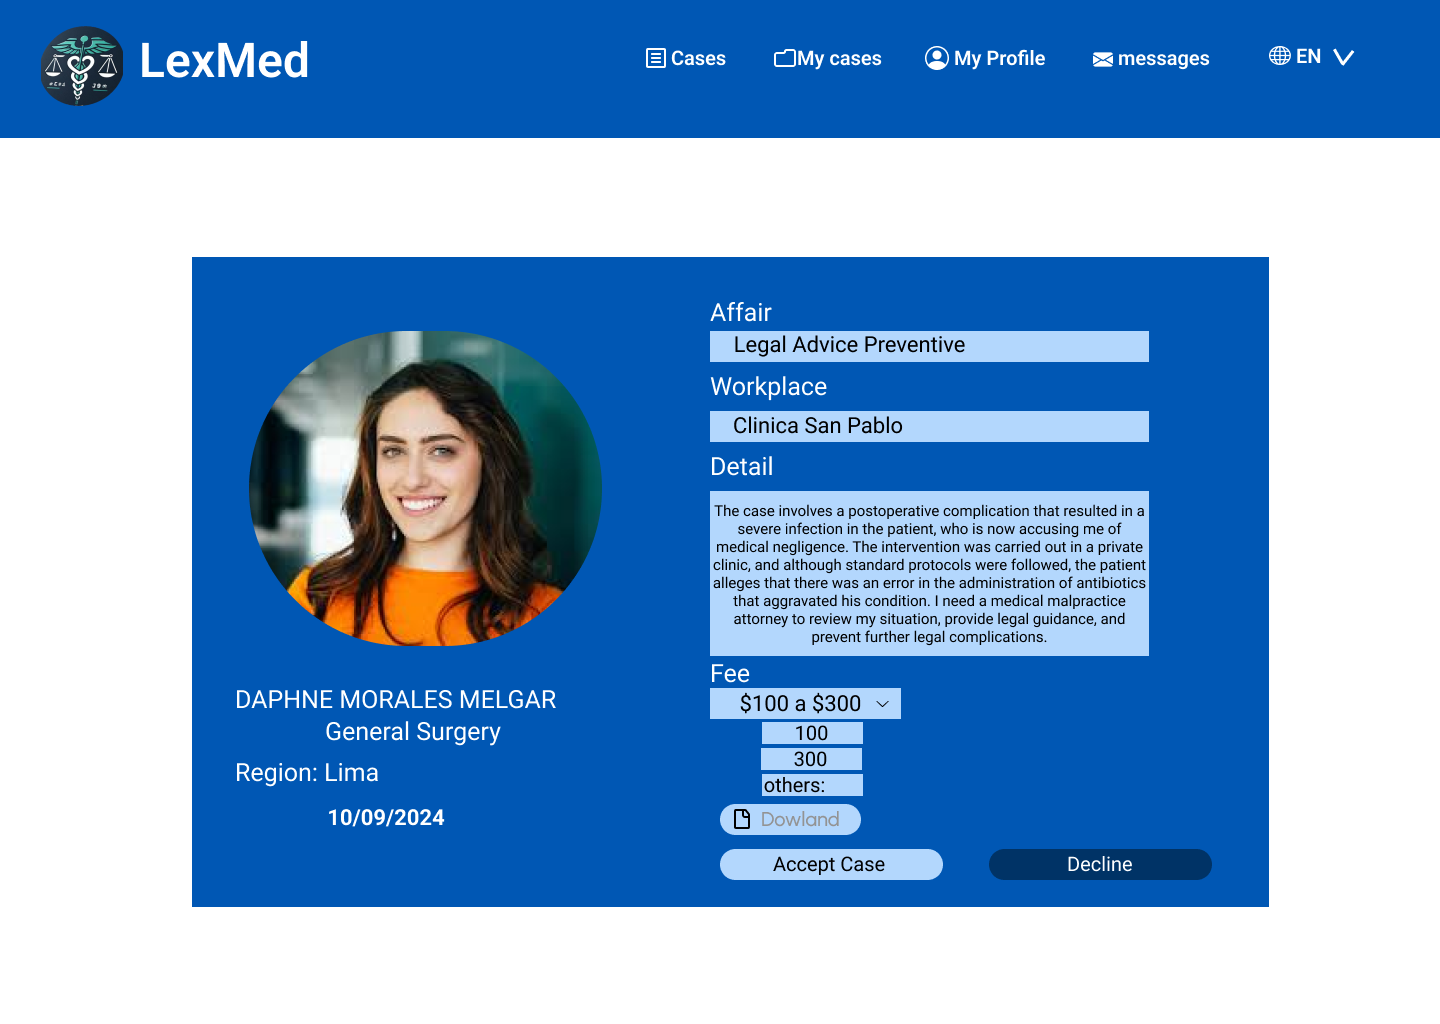 LexMed
Cases
My cases
My Profile
messages
EN
Affair
Legal Advice Preventive
Workplace
Clinica San Pablo
Detail
The case involves a postoperative complication that resulted in a
severe infection in the patient, who is now accusing me of
medical negligence. The intervention was carried out in a private
clinic, and although standard protocols were followed, the patient
alleges that there was an error in the administration of antibiotics
that aggravated his condition. I need a medical malpractice
attorney to review my situation, provide legal guidance, and
prevent further legal complications.
Fee
$100 a $300
100
300
others:
Dowland
Accept Case
Decline
DAPHNE MORALES MELGAR
General Surgery
Region: Lima
10/09/2024